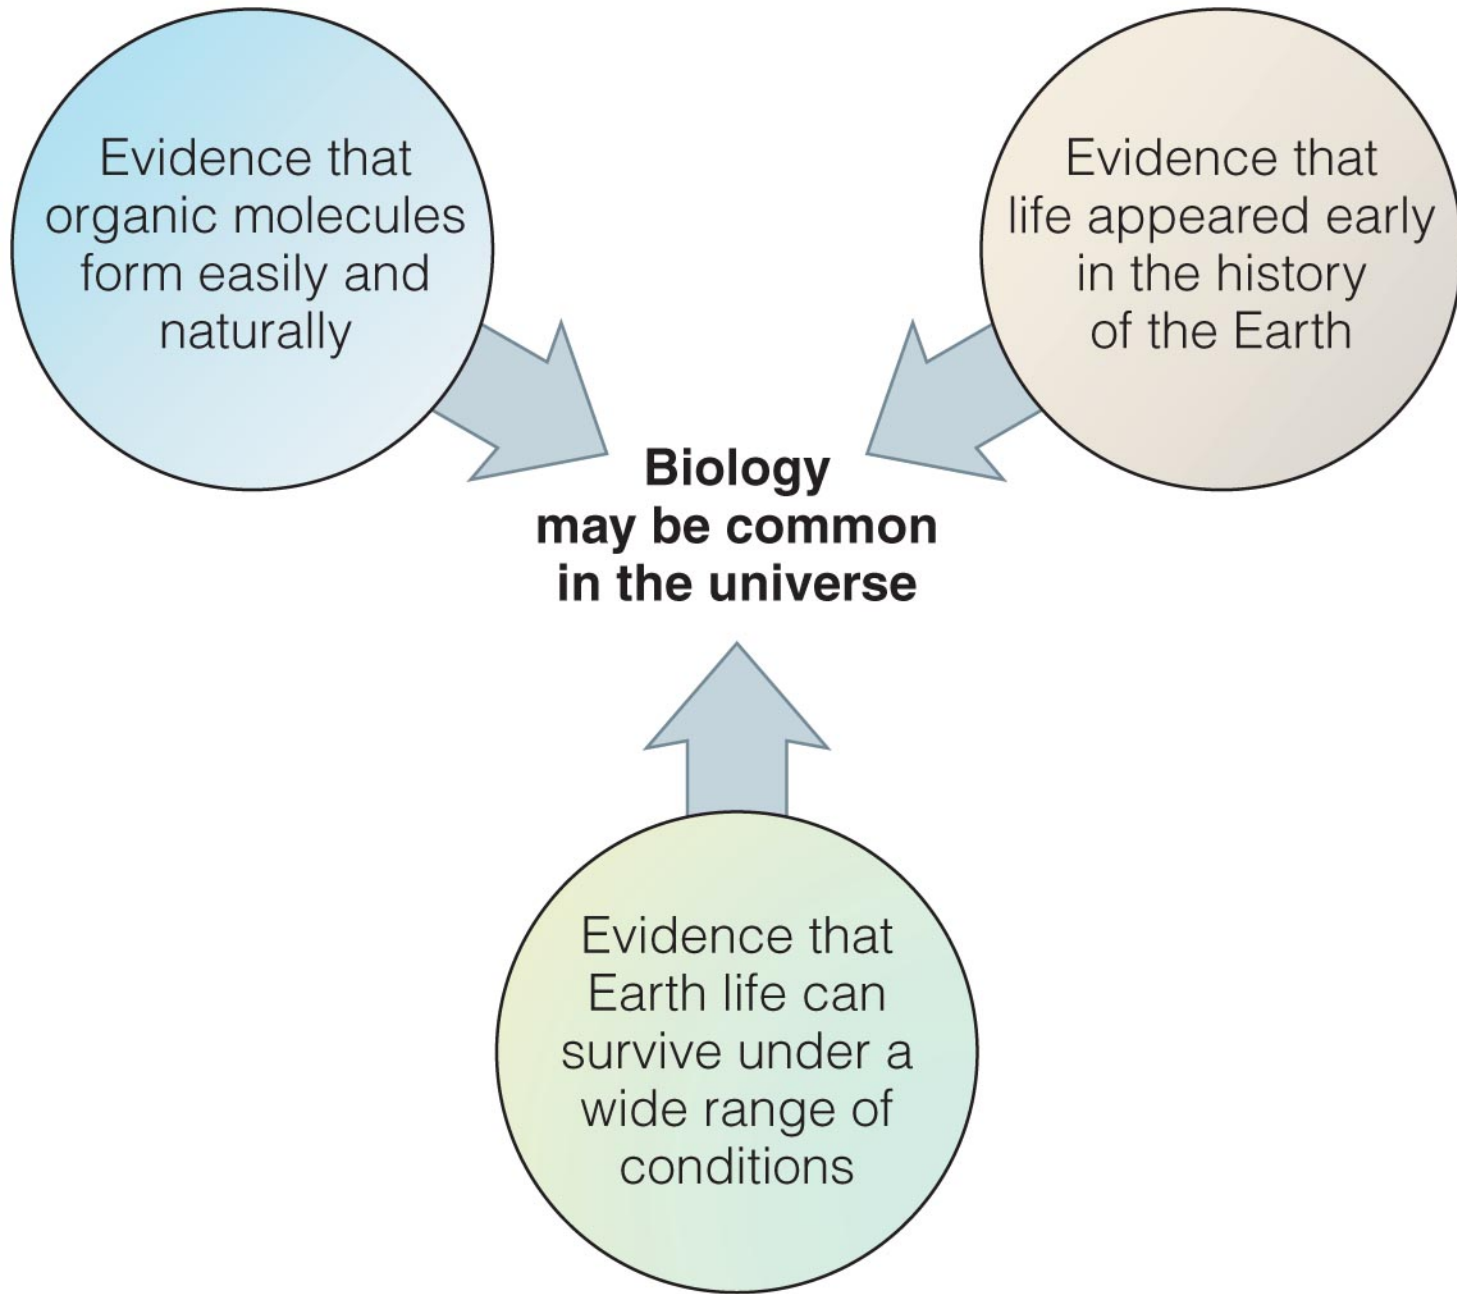 Evidence that
organic molecules
form easily and
naturally
Evidence that
life appeared early
in the history
of the Earth
Biology
may be common
in the universe
Evidence that
Earth life can
survive under a
wide range of
conditions